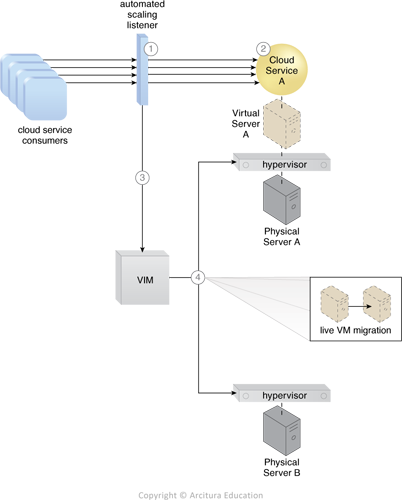 automated
scaling
listener
1
2
Cloud
Service
A
cloud service
consumers
Virtual
Server
A
hypervisor
3
Physical
Server A
VIM
4
live VM migration
hypervisor
Physical
Server B
Copyright © Arcitura Education